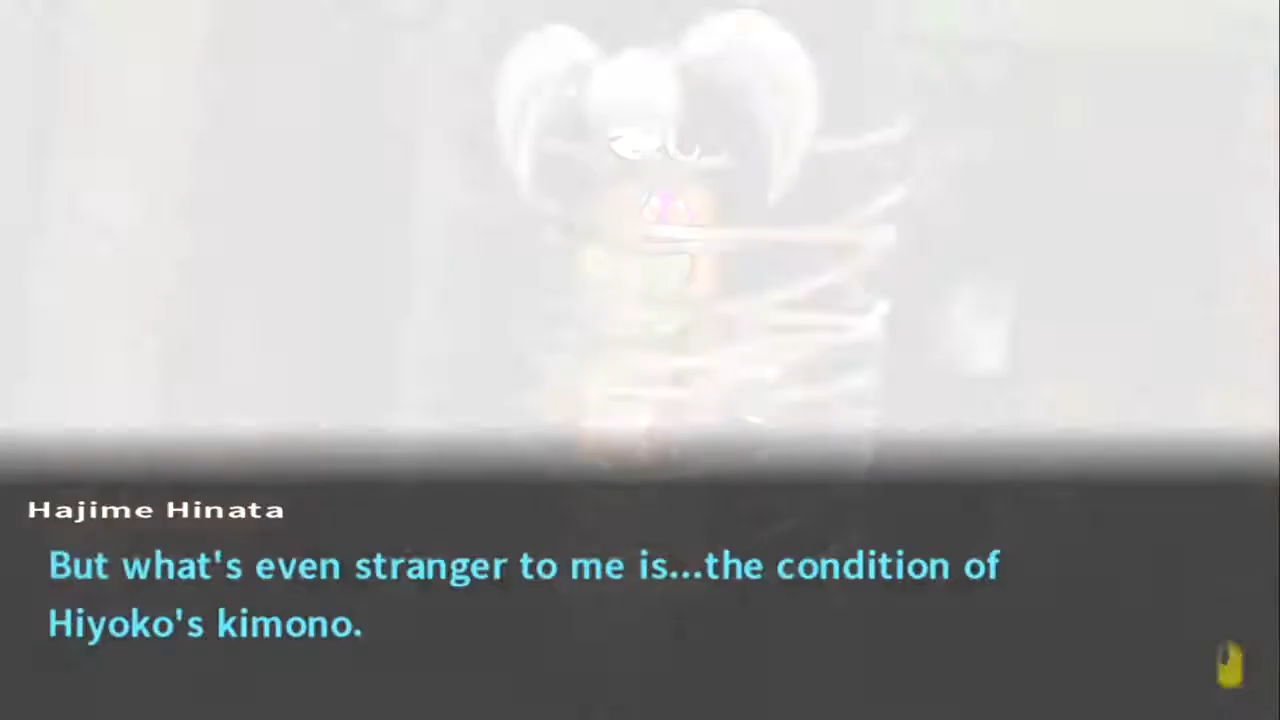 Hajime Hinata
But what's even stranger to me is...the condition of
Hiyoko's kimono.